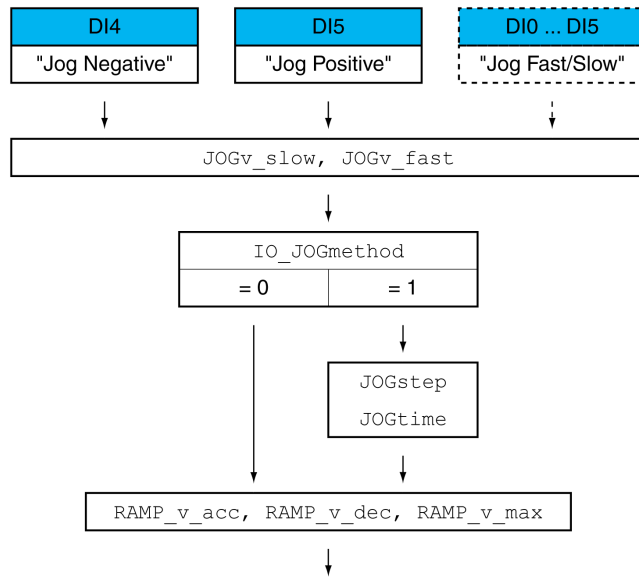 DI4
DI5
DI0 ... DI5
"Jog Negative"
"Jog Positive"
"Jog Fast/Slow"
JOGv_slow, JOGv_fast
IO_JOGmethod
= 0
= 1
JOGstep
JOGtime
RAMP_v_acc, RAMP_v_dec, RAMP_v_max